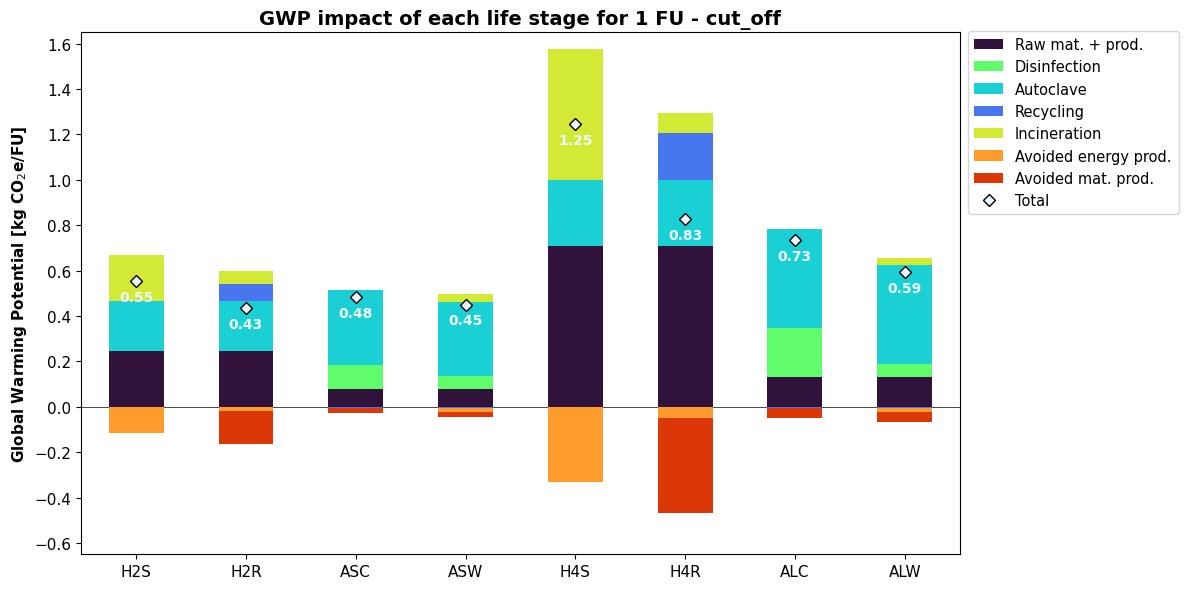 GWP impact of each life stage for 1 FU - cut_off
Global Warming Potential [kg CO₂e/FU]
1.6
1.4
1.2
1.0
0.8
0.6
0.4
0.2
0.0
−0.2
−0.4
−0.6
0.55
0.43
0.48
0.45
1.25
0.83
0.73
0.59
H2S
H2R
ASC
ASW
H4S
H4R
ALC
ALW
Raw mat. + prod.
Disinfection
Autoclave
Recycling
Incineration
Avoided energy prod.
Avoided mat. prod.
Total